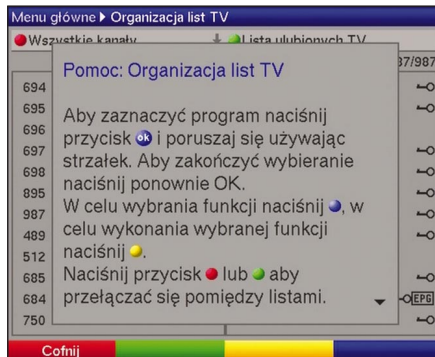 Menu główne ▶ Organizacja list TV
Wszystkie kanały Lista ulubionych TV
Pomoc: Organizacja list TV
37/987
694
695
696
697
698
895
987
489
512
685
684
750
Aby zaznaczyć program naciśnij
przycisk ok i poruszaj się używając
strzałek. Aby zakończyć wybieranie
naciśnij ponownie OK.
W celu wybrania funkcji naciśnij , w
celu wykonania wybranej funkcji
naciśnij .
Naciśnij przycisk lub aby
przełączać się pomiędzy listami.
EPG
Cofnij